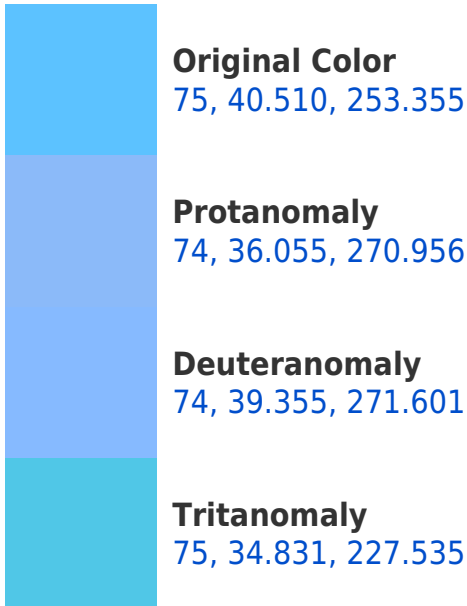 Original Color
75, 40.510, 253.355
Protanomaly
74, 36.055, 270.956
Deuteranomaly
74, 39.355, 271.601
Tritanomaly
75, 34.831, 227.535